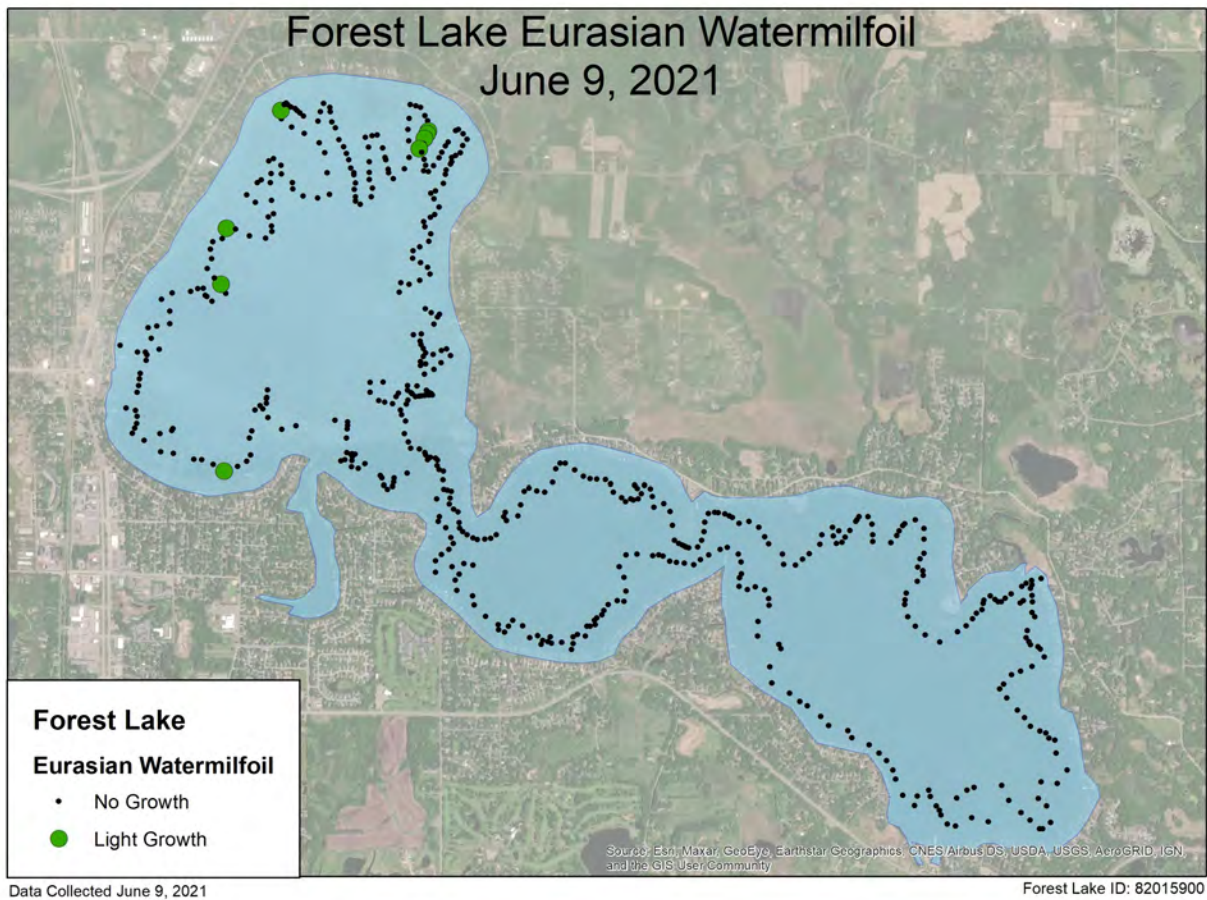 Forest Lake Eurasian Watermilfoil
June 9, 2021
Forest Lake
Eurasian Watermilfoil
No Growth
Light Growth
Source: Esri, Maxar, GeoEye, Earthstar Geographics, CNES/Airbus DS, USDA, USGS, AeroGRID, IGN,
and the GIS User Community
Data Collected June 9, 2021
Forest Lake ID: 82015900